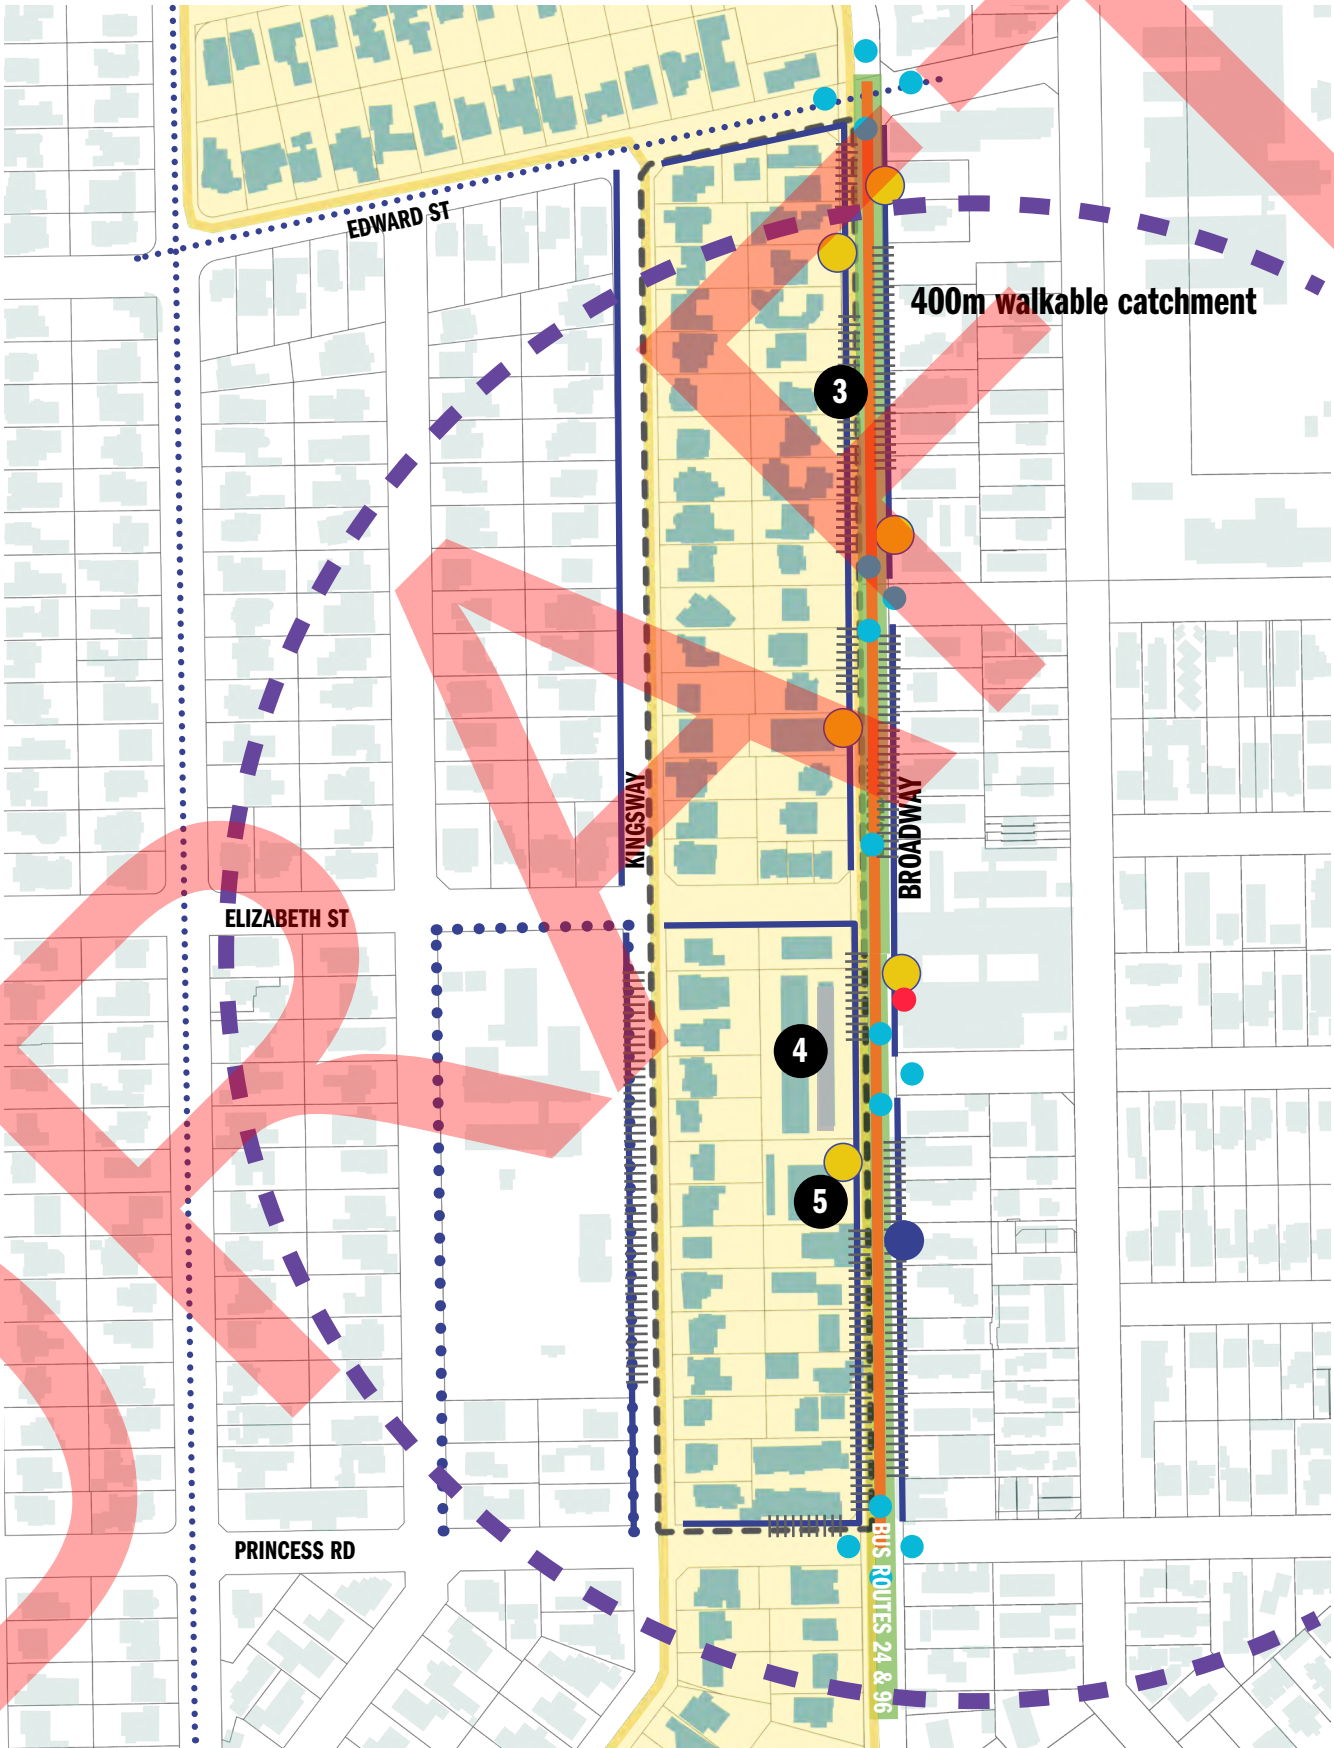 EDWARD ST
400m walkable catchment
3
KINGSWAY
BROADWAY
ELIZABETH ST
4
5
PRINCESS RD
BUS ROUTES 24 & 96
DRAFT